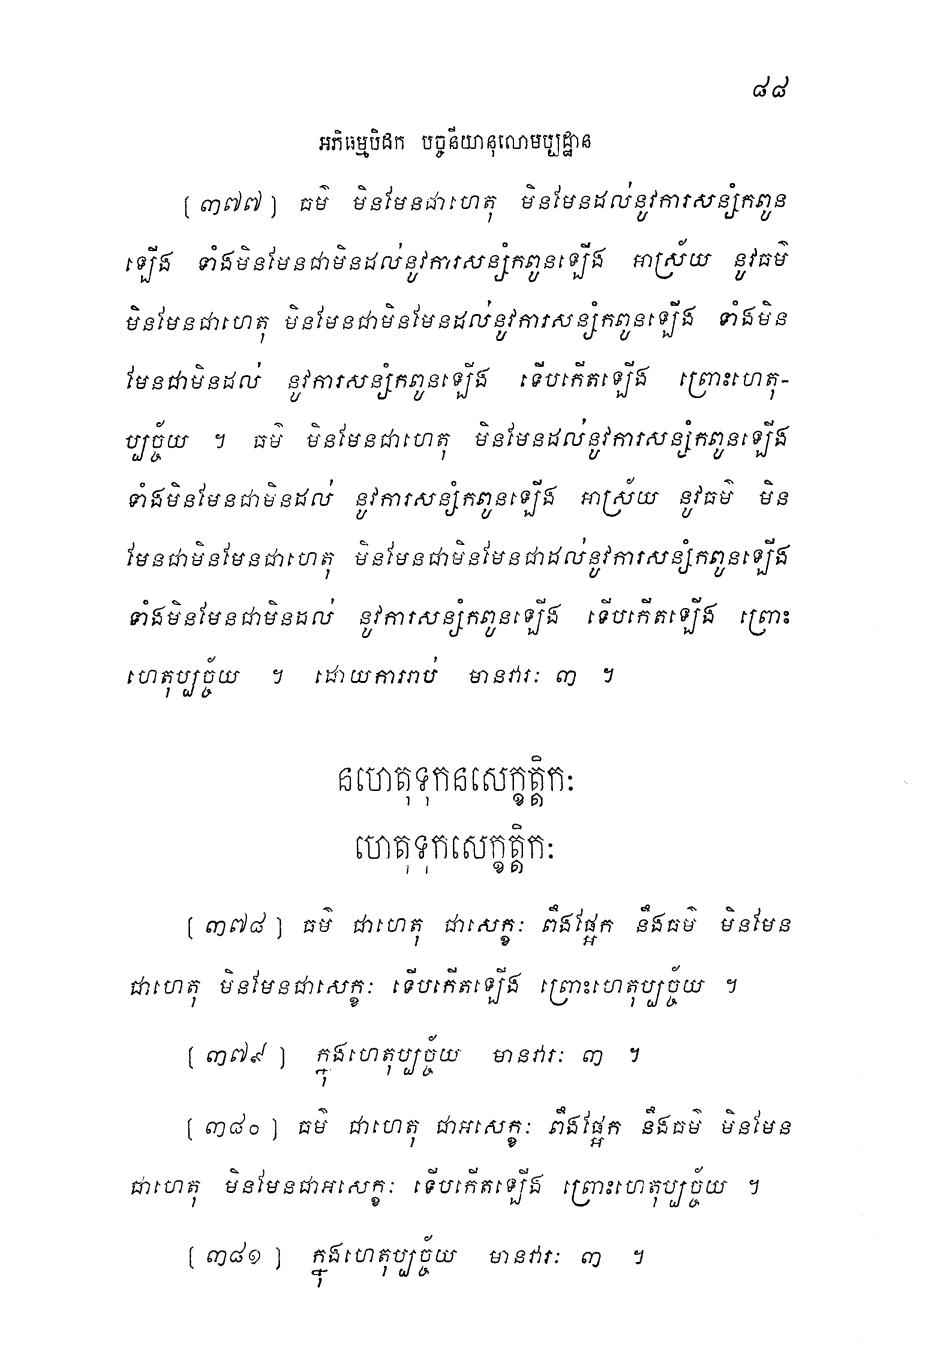 ៨៨
អភិធម្មបិដក បច្ចនីយានុលោមប្បដ្ឋាន
[៣៧៧] ធម៌ មិនមែនជាហេតុ មិនមែនដល់នូវការសន្សំកពូន
ឡើង ទាំងមិនមែនជាមិនដល់នូវការសន្សំកពូនឡើង អាស្រ័យ នូវធម៌
មិនមែនជាហេតុ មិនមែនជាមិនមែនដល់នូវការសន្សំកពូនឡើង ទាំងមិន
មែនជាមិនដល់ នូវការសន្សំកពូនឡើង ទើបកើតឡើង ព្រោះហេតុ-
ប្បច្ច័យ ។ ធម៌ មិនមែនជាហេតុ មិនមែនដល់នូវការសន្សំកពូនឡើង
ទាំងមិនមែនជាមិនដល់ នូវការសន្សំកពូនឡើង អាស្រ័យ នូវធម៌ មិន
មែនជាមិនមែនជាហេតុ មិនមែនជាមិនមែនជាដល់នូវការសន្សំកពូនឡើង
ទាំងមិនមែនជាមិនដល់ នូវការសន្សំកពូនឡើង ទើបកើតឡើង ព្រោះ
ហេតុប្បច្ច័យ ។ ដោយការរាប់ មានវារៈ ៣ ។
នហេតុទុកនសេក្ខត្តិកៈ
ហេតុទុកសេក្ខត្តិកៈ
[៣៧៨] ធម៌ ជាហេតុ ជាសេក្ខៈ ពឹងផ្អែក នឹងធម៌ មិនមែន
ជាហេតុ មិនមែនជាសេក្ខៈ ទើបកើតឡើង ព្រោះហេតុប្បច្ច័យ ។
[៣៧៩] ក្នុងហេតុប្បច្ច័យ មានវារៈ ៣ ។
[៣៨០] ធម៌ ជាហេតុ ជាអសេក្ខៈ ពឹងផ្អែក នឹងធម៌ មិនមែន
ជាហេតុ មិនមែនជាអសេក្ខៈ ទើបកើតឡើង ព្រោះហេតុប្បច្ច័យ ។
[៣៨១] ក្នុងហេតុប្បច្ច័យ មានវារៈ ៣ ។